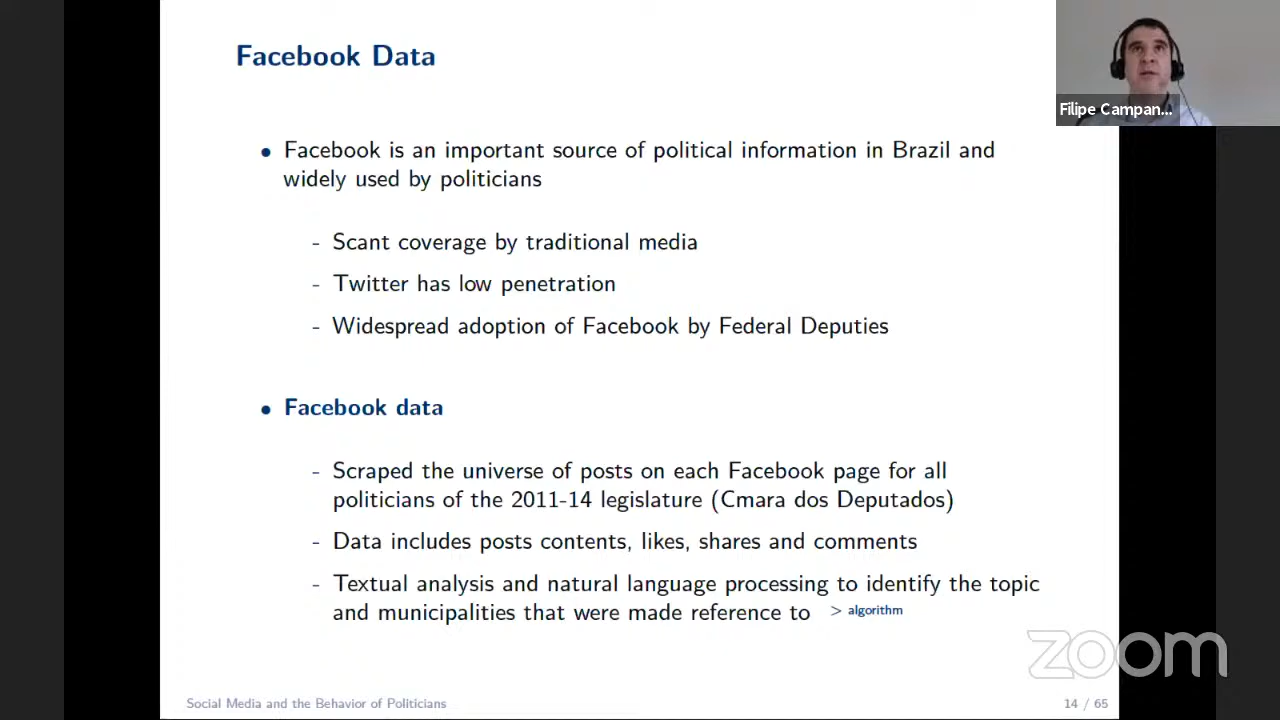 Facebook Data
Filipe Campan...
• Facebook is an important source of political information in Brazil and
widely used by politicians
- Scant coverage by traditional media
- Twitter has low penetration
- Widespread adoption of Facebook by Federal Deputies
• Facebook data
- Scraped the universe of posts on each Facebook page for all
politicians of the 2011-14 legislature (Cmara dos Deputados)
- Data includes posts contents, likes, shares and comments
- Textual analysis and natural language processing to identify the topic
and municipalities that were made reference to > algorithm
zoom
Social Media and the Behavior of Politicians 14 / 65